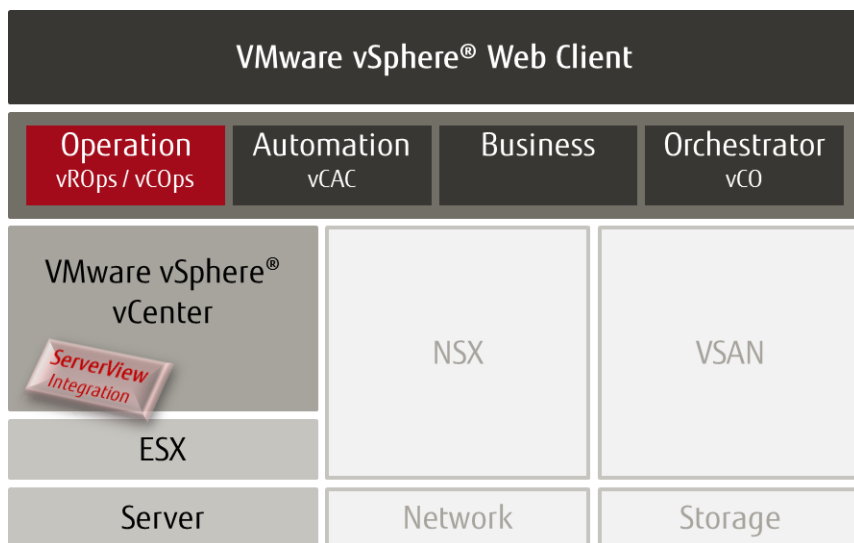 VMware vSphere® Web Client
Operation
vROps / vCOps
Automation
vCAC
Business
Orchestrator
vCO
VMware vSphere®
vCenter
ServerView
Integration
NSX
VSAN
ESX
Server
Network
Storage